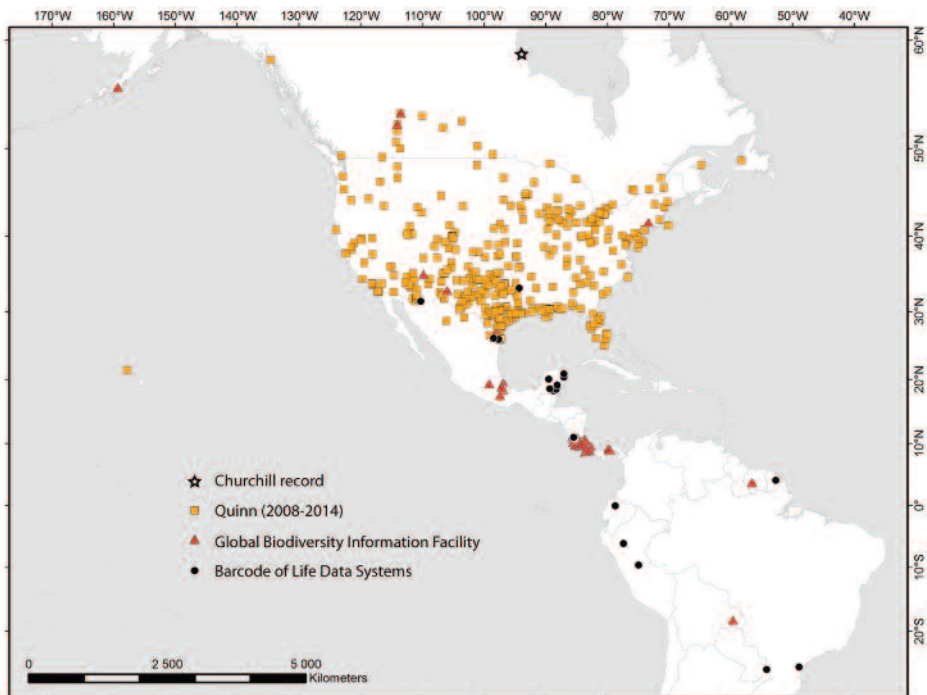 170°W 160°W 150°W 140°W 130°W 120°W 110°W 100°W 90°W 80°W 70°W 60°W 50°W 40°W
60°N
50°N
40°N
30°N
20°N
10°N
0°
10°S
20°S
Churchill record
Quinn (2008-2014)
Global Biodiversity Information Facility
Barcode of Life Data Systems
0 2 500 5 000
Kilometers